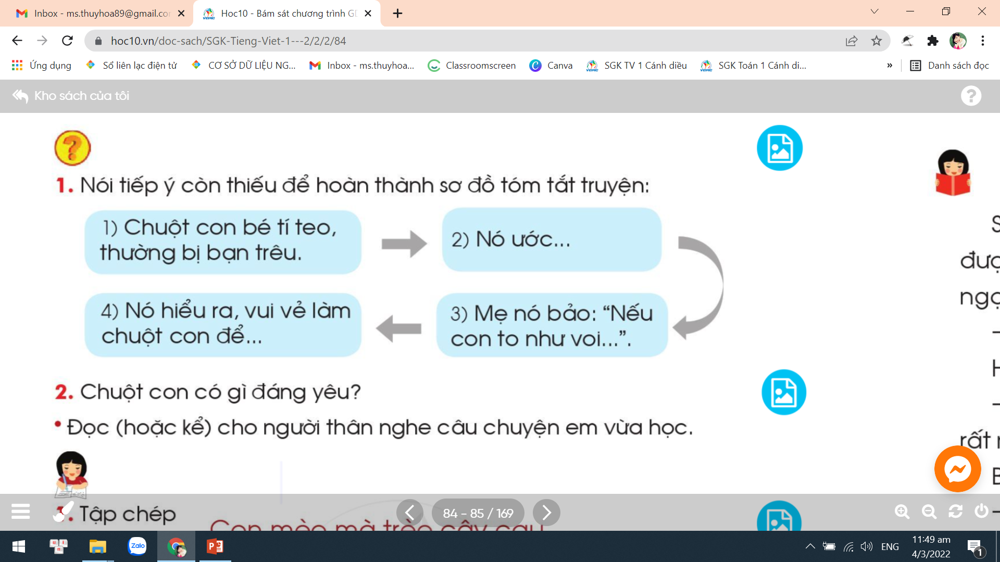 Inbox - ms.thuyhoa89@gmail.co
Hoc10 - Bám sát chương trình GD
hoc10.vn/doc-sach/SGK-Tieng-Viet-1---2/2/2/84
Ứng dụng
Sổ liên lạc điện tử
CƠ SỞ DỮ LIỆU NG...
Inbox - ms.thuyhoa...
Classroomscreen
Canva
SGK TV 1 Cánh diều
SGK Toán 1 Cánh di...
»
Danh sách đọc
Kho sách của tôi
1. Nói tiếp ý còn thiếu để hoàn thành sơ đồ tóm tắt truyện:
1) Chuột con bé tí teo,
thường bị bạn trêu.
2) Nó ước...
3) Mẹ nó bảo: “Nếu
con to như voi...”.
4) Nó hiểu ra, vui vẻ làm
chuột con để...
2. Chuột con có gì đáng yêu?
• Đọc (hoặc kể) cho người thân nghe câu chuyện em vừa học.
Tập chép
Con mèo mà trèo cây cau
rất
84 - 85 / 169
Zalo
ENG
11:49 am
4/3/2022
1